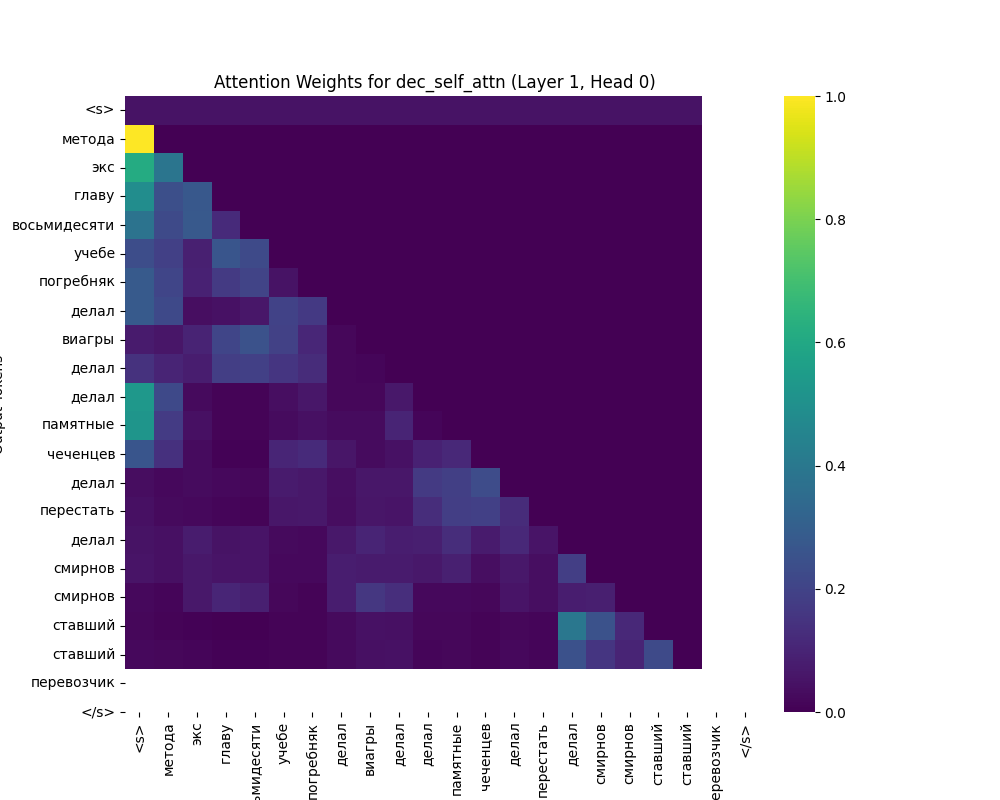 Attention Weights for dec_self_attn (Layer 1, Head 0)
<s>
метода
экс
главу
восьмидесяти
учебе
погребняк
делал
виагры
делал
делал
памятные
чеченцев
делал
перестать
делал
смирнов
смирнов
ставший
ставший
перевозчик
</s>
<s>
метода
экс
главу
ьмидесяти
учебе
погребняк
делал
виагры
делал
делал
памятные
чеченцев
делал
перестать
делал
смирнов
смирнов
ставший
ставший
еревозчик
</s>
1.0
0.8
0.6
0.4
0.2
0.0